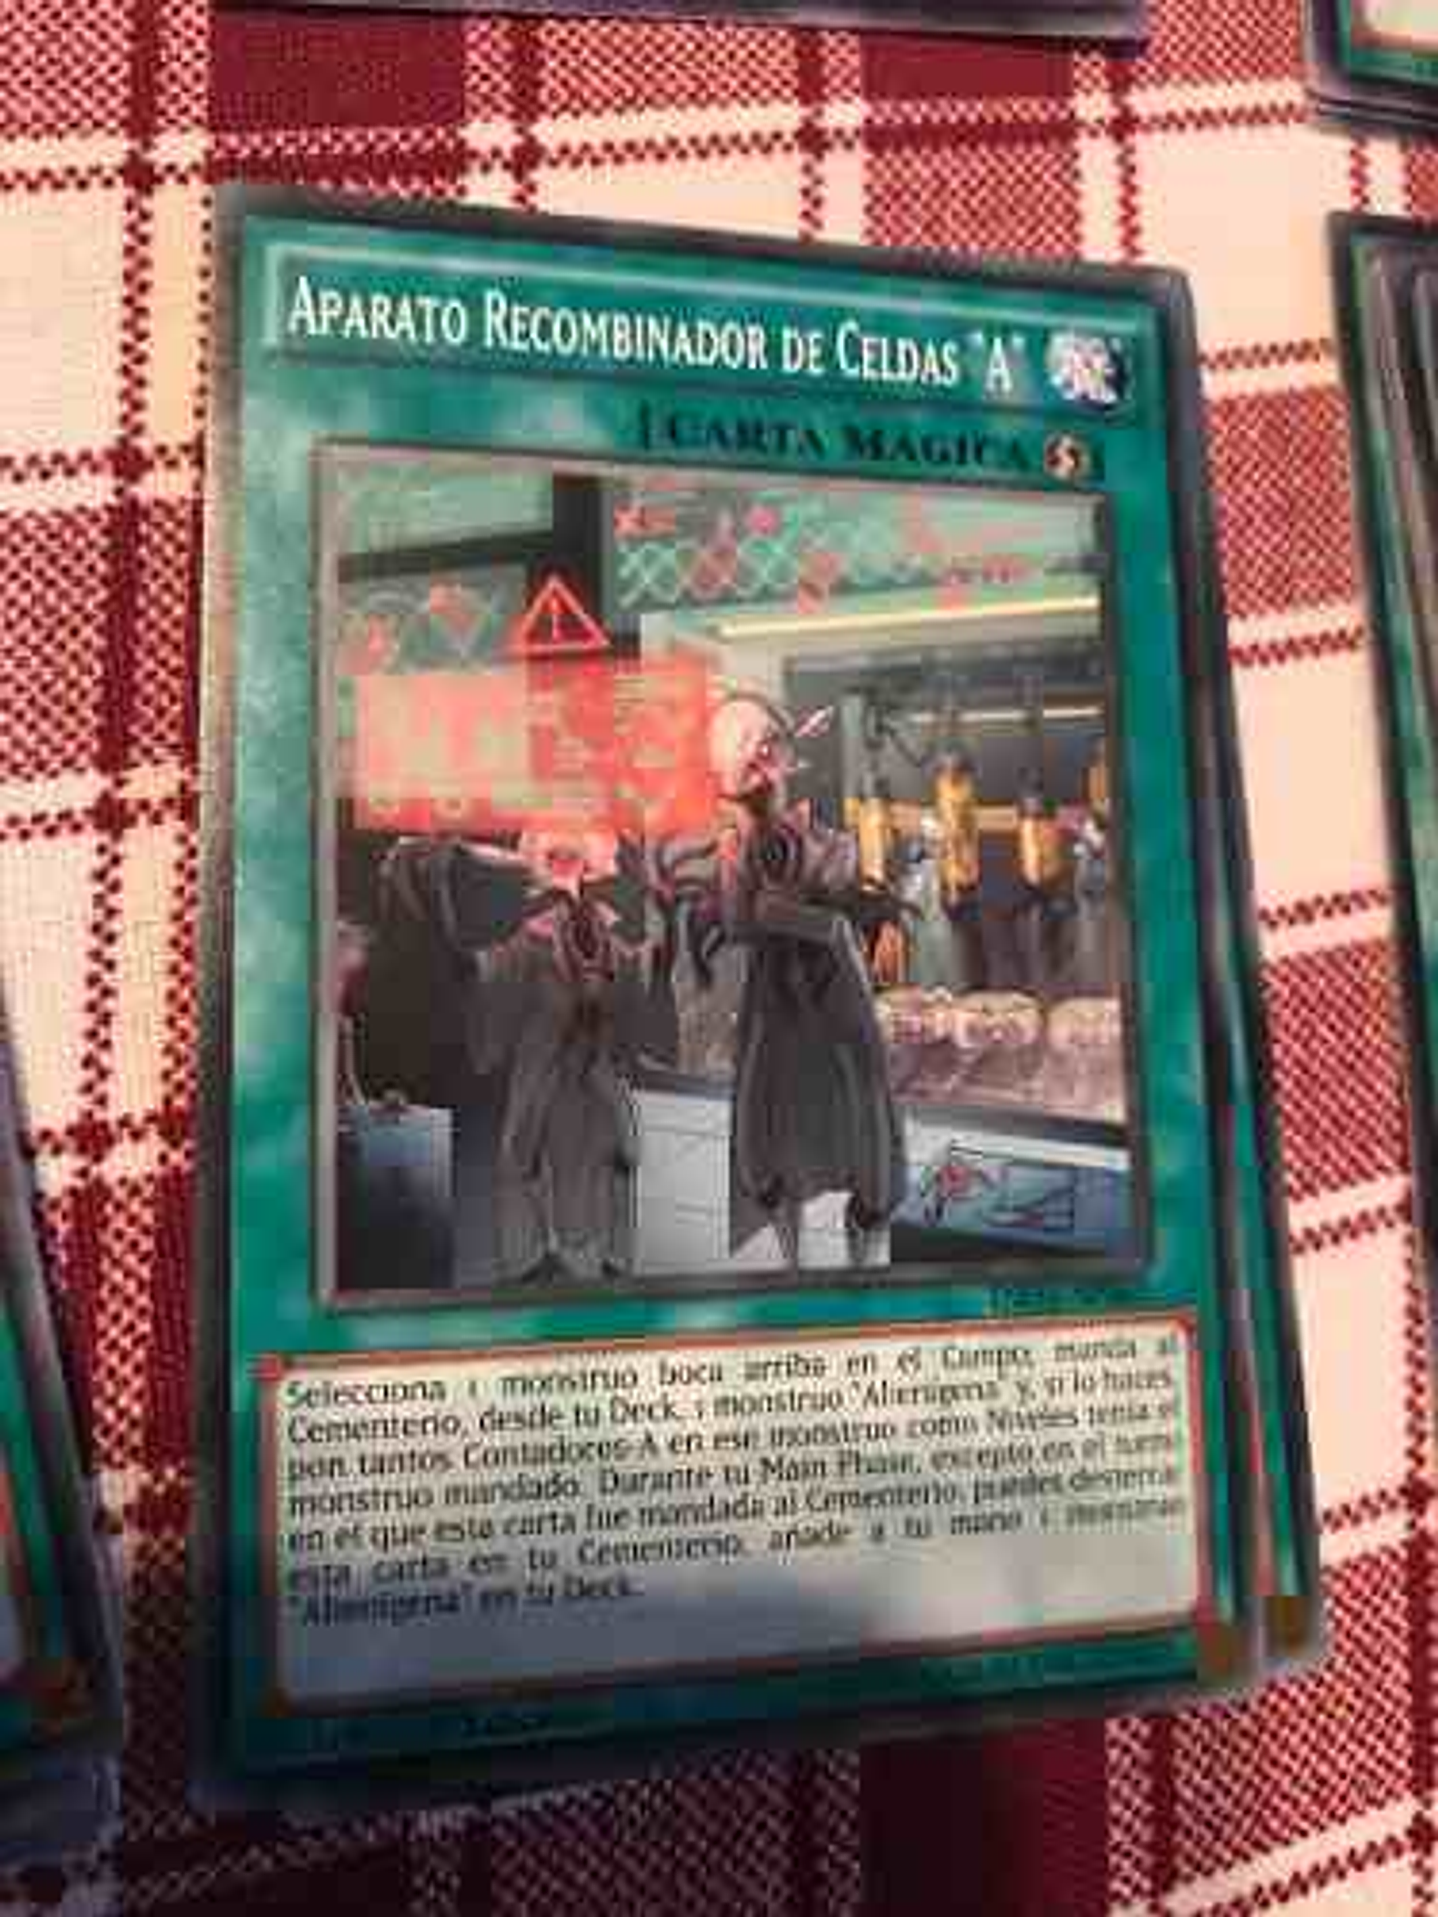 APARATO RECOMBINADOR DE CELDAS "A"
[CARTA MÁGICA
Selecciona 1 monstruo boca arriba en el Campo; manda al
Cementerio, desde tu Deck, 1 monstruo "Alienígena" y, si lo haces,
pon tantos Contadores-A en ese monstruo como Niveles tenía el
monstruo mandado. Durante tu Main Phase, excepto en el turno
en el que esta carta fue mandada al Cementerio: puedes desterrar
esta carta en tu Cementerio; añade a tu mano 1 monstruo
"Alienígena" en tu Deck.